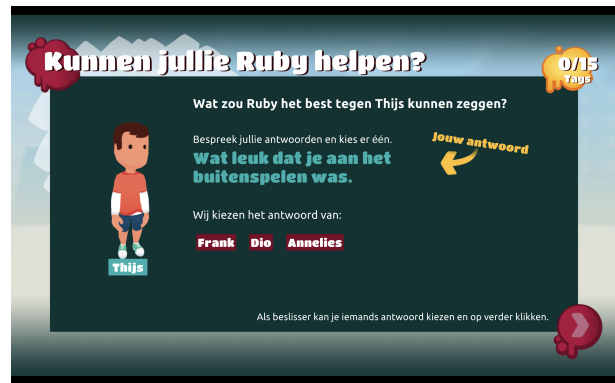 Kunnen jullie Ruby helpen?
0/15
Tags
Wat zou Ruby het best tegen Thijs kunnen zeggen?
Bespreek jullie antwoorden en kies er één.
Jouw antwoord
Wat leuk dat je aan het
buitenspelen was.
Wij kiezen het antwoord van:
Frank Dio Annelies
Thijs
Als beslisser kan je iemands antwoord kiezen en op verder klikken.